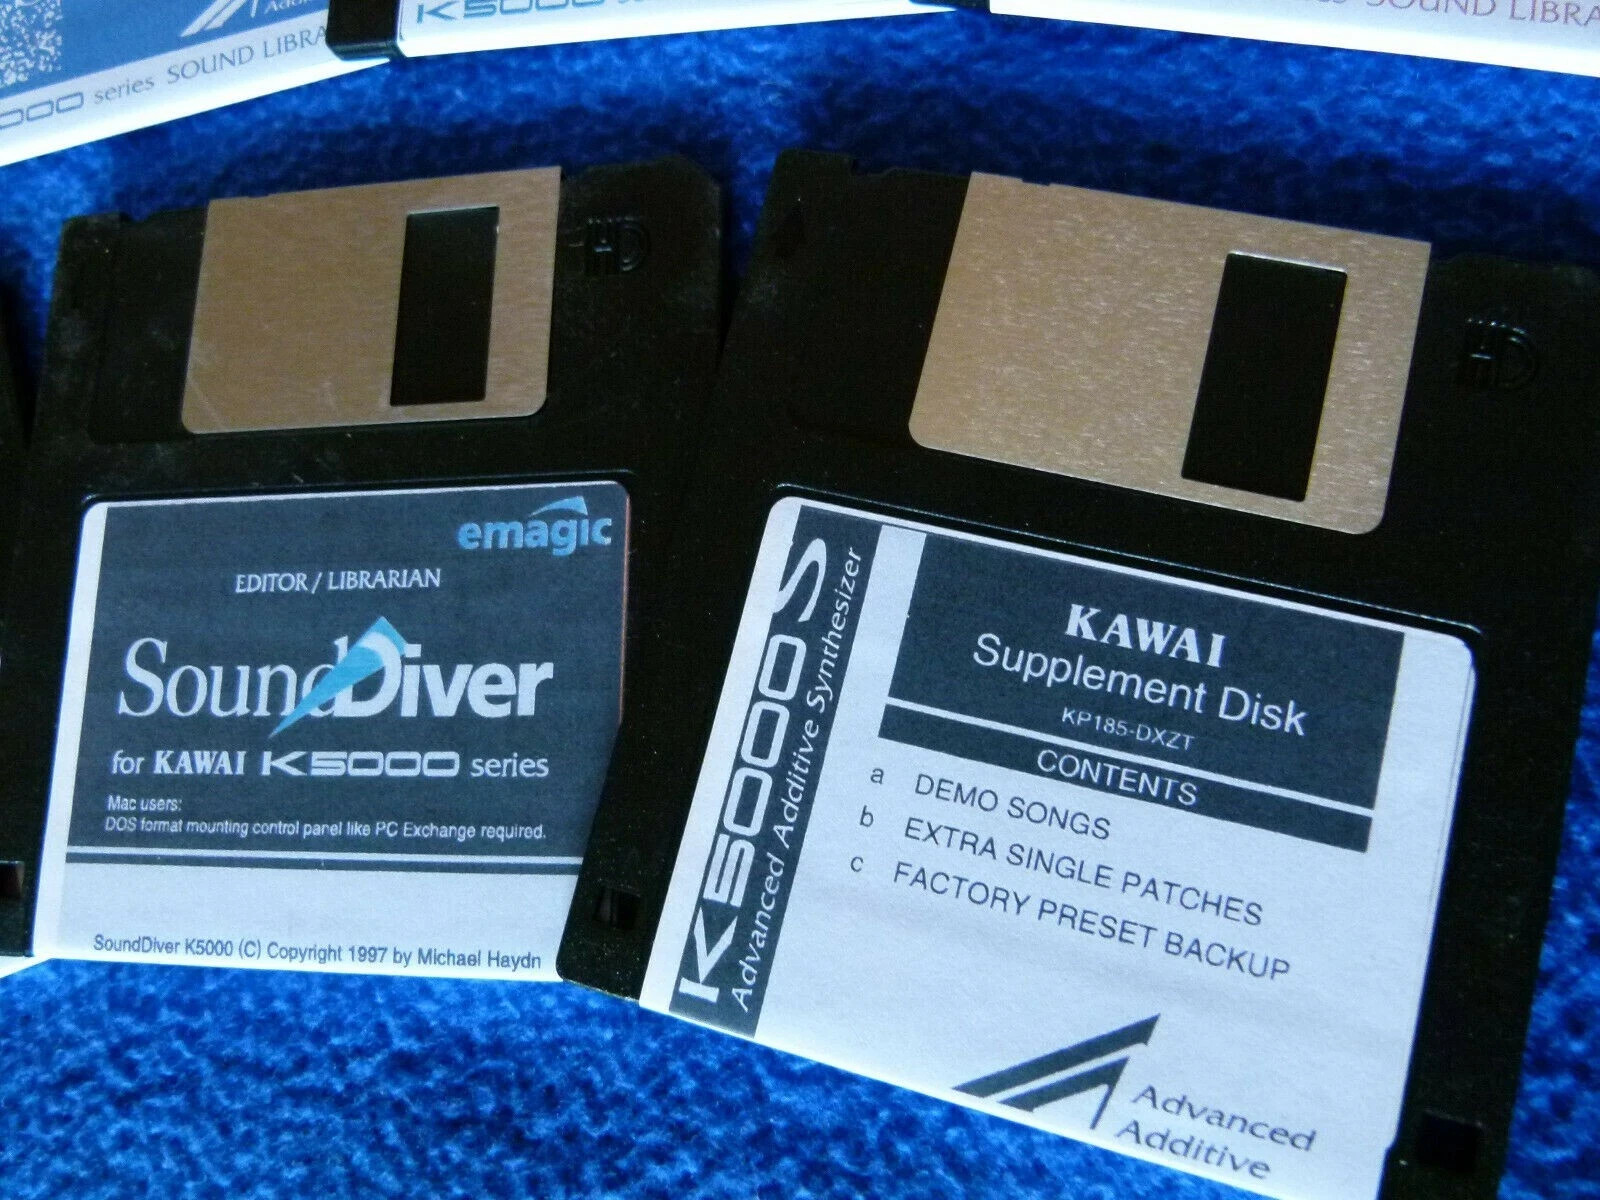 series SOUND LIBRA
K5000
SOUND LIBRA
HD
emagic
EDITOR / LIBRARIAN
SoundDiver
for KAWAI K5000 series
Mac users:
DOS format mounting control panel like PC Exchange required.
SoundDiver K5000 (C) Copyright 1997 by Michael Haydn
HD
K5000S
Advanced Additive Synthesizer
KAWAI
Supplement Disk
KP185-DXZT
CONTENTS
a DEMO SONGS
b EXTRA SINGLE PATCHES
c FACTORY PRESET BACKUP
Advanced
Additive